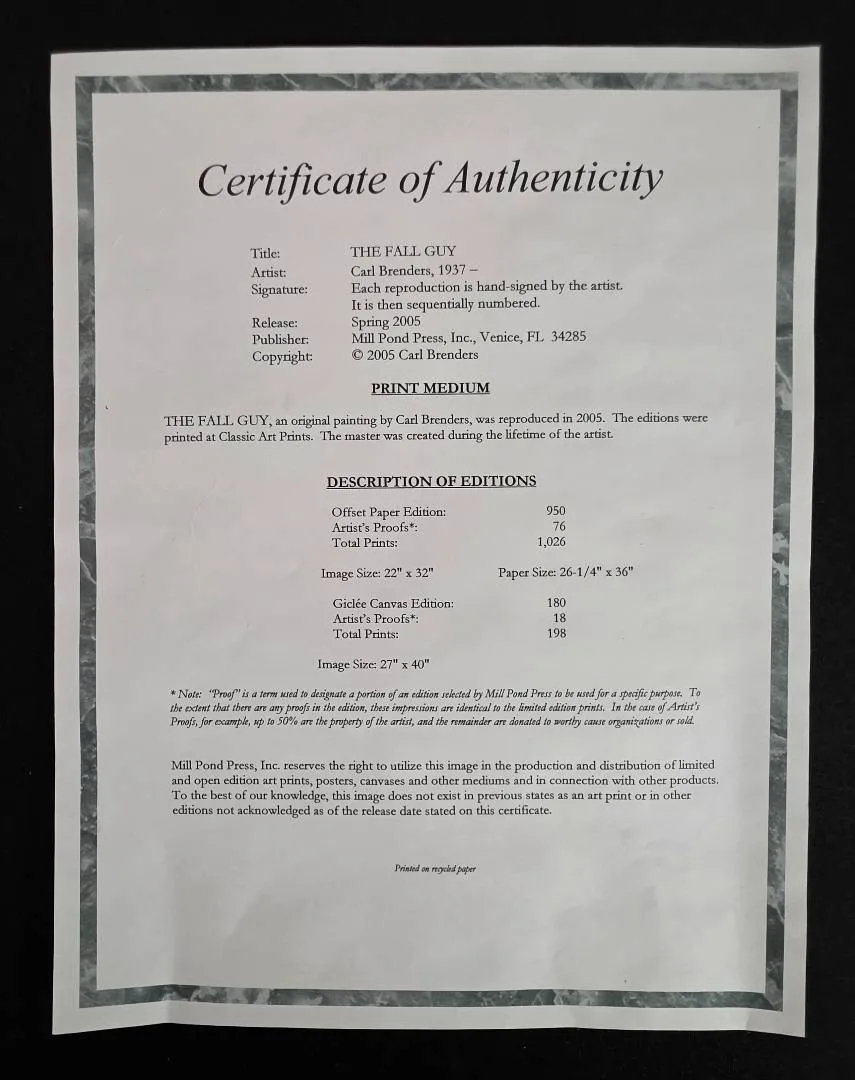 Certificate of Authenticity
Title: THE FALL GUY
Artist: Carl Brenders, 1937 –
Signature: Each reproduction is hand-signed by the artist.
It is then sequentially numbered.
Release: Spring 2005
Publisher: Mill Pond Press, Inc., Venice, FL 34285
Copyright: © 2005 Carl Brenders
PRINT MEDIUM
THE FALL GUY, an original painting by Carl Brenders, was reproduced in 2005. The editions were
printed at Classic Art Prints. The master was created during the lifetime of the artist.
DESCRIPTION OF EDITIONS
Offset Paper Edition: 950
Artist's Proofs*: 76
Total Prints: 1,026
Image Size: 22" x 32" Paper Size: 26-1/4" x 36"
Giclée Canvas Edition: 180
Artist's Proofs*: 18
Total Prints: 198
Image Size: 27" x 40"
* Note: "Proof" is a term used to designate a portion of an edition selected by Mill Pond Press to be used for a specific purpose. To
the extent that there are any proofs in the edition, these impressions are identical to the limited edition prints. In the case of Artist's
Proofs, for example, up to 50% are the property of the artist, and the remainder are donated to worthy cause organizations or sold.
Mill Pond Press, Inc. reserves the right to utilize this image in the production and distribution of limited
and open edition art prints, posters, canvases and other mediums and in connection with other products.
To the best of our knowledge, this image does not exist in previous states as an art print or in other
editions not acknowledged as of the release date stated on this certificate.
Printed on recycled paper